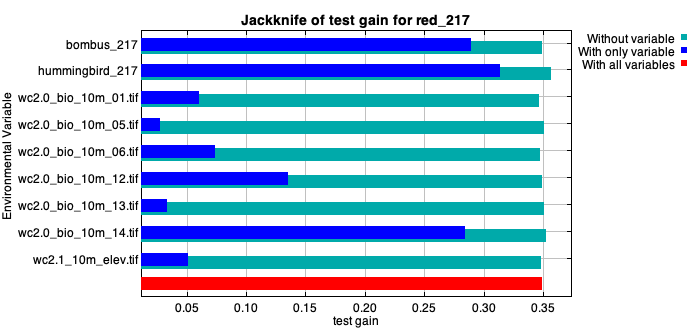 Jackknife of test gain for red_217
Without variable
With only variable
With all variables
Environmental Variable
bombus_217
hummingbird_217
wc2.0_bio_10m_01.tif
wc2.0_bio_10m_05.tif
wc2.0_bio_10m_06.tif
wc2.0_bio_10m_12.tif
wc2.0_bio_10m_13.tif
wc2.0_bio_10m_14.tif
wc2.1_10m_elev.tif
0.05 0.10 0.15 0.20 0.25 0.30 0.35
test gain